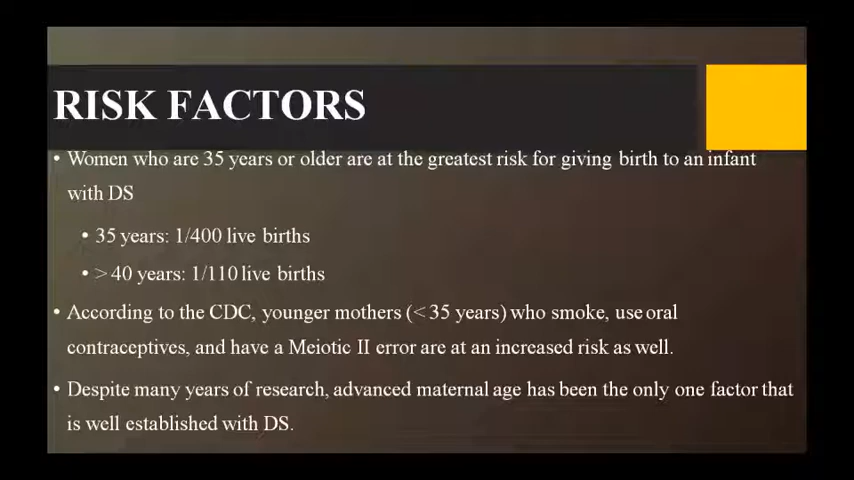 RISK FACTORS
• Women who are 35 years or older are at the greatest risk for giving birth to an infant
with DS
• 35 years: 1/400 live births
• > 40 years: 1/110 live births
• According to the CDC, younger mothers (< 35 years) who smoke, use oral
contraceptives, and have a Meiotic II error are at an increased risk as well.
• Despite many years of research, advanced maternal age has been the only one factor that
is well established with DS.